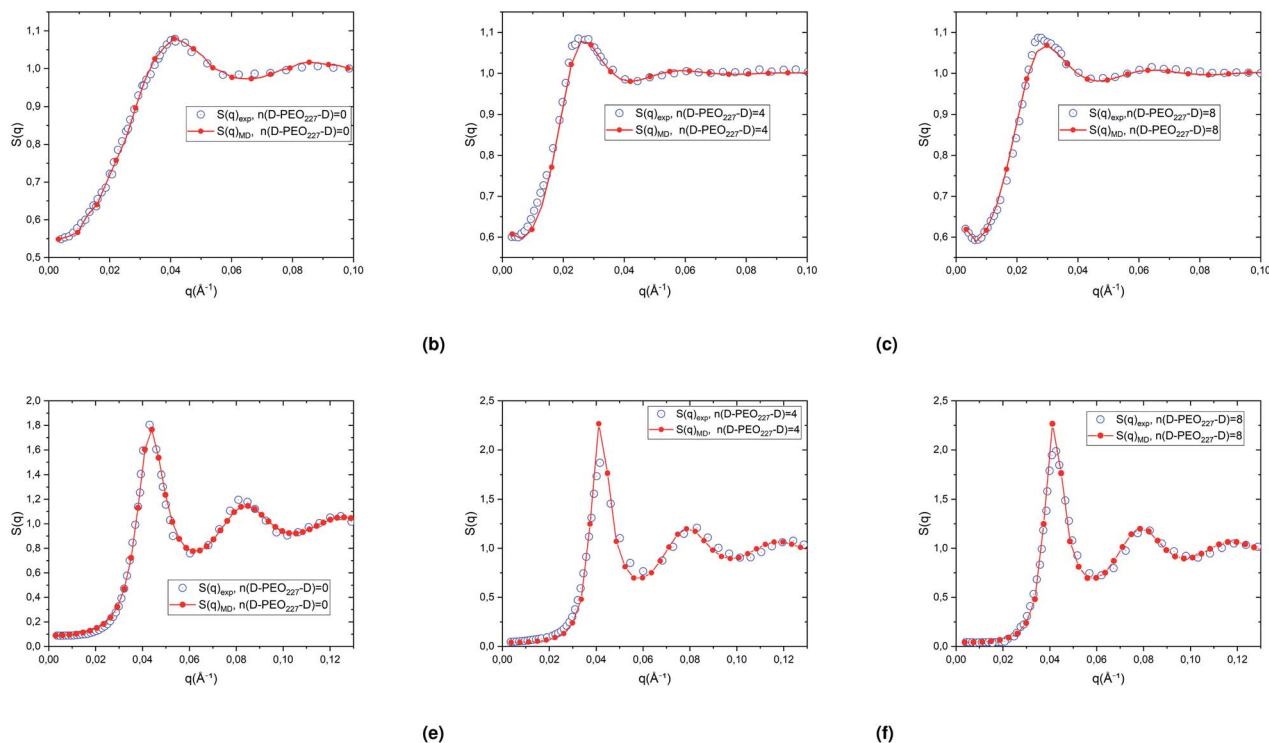 1,1
1,0
0,9
0,8
0,7
0,6
0,5
S(q)
S(q)exp, n(D-PEO227-D)=0
S(q)MD, n(D-PEO227-D)=0
0,00 0,02 0,04 0,06 0,08 0,10
q(Å⁻¹)
1,1
1,0
0,9
0,8
0,7
0,6
S(q)
S(q)exp, n(D-PEO227-D)=4
S(q)MD, n(D-PEO227-D)=4
0,00 0,02 0,04 0,06 0,08 0,10
q(Å⁻¹)
(b)
1,1
1,0
0,9
0,8
0,7
0,6
S(q)
S(q)exp,n(D-PEO227-D)=8
S(q)MD, n(D-PEO227-D)=8
0,00 0,02 0,04 0,06 0,08 0,10
q(Å⁻¹)
(c)
2,0
1,8
1,6
1,4
1,2
1,0
0,8
0,6
0,4
0,2
0,0
S(q)
S(q)exp, n(D-PEO227-D)=0
S(q)MD, n(D-PEO227-D)=0
0,00 0,02 0,04 0,06 0,08 0,10 0,12
q(Å⁻¹)
2,5
2,0
1,5
1,0
0,5
0,0
S(q)
S(q)exp, n(D-PEO227-D)=4
S(q)MD, n(D-PEO227-D)=4
0,00 0,02 0,04 0,06 0,08 0,10 0,12
q(Å⁻¹)
(e)
2,5
2,0
1,5
1,0
0,5
0,0
S(q)
S(q)exp, n(D-PEO227-D)=8
S(q)MD, n(D-PEO227-D)=8
0,00 0,02 0,04 0,06 0,08 0,10 0,12
q(Å⁻¹)
(f)